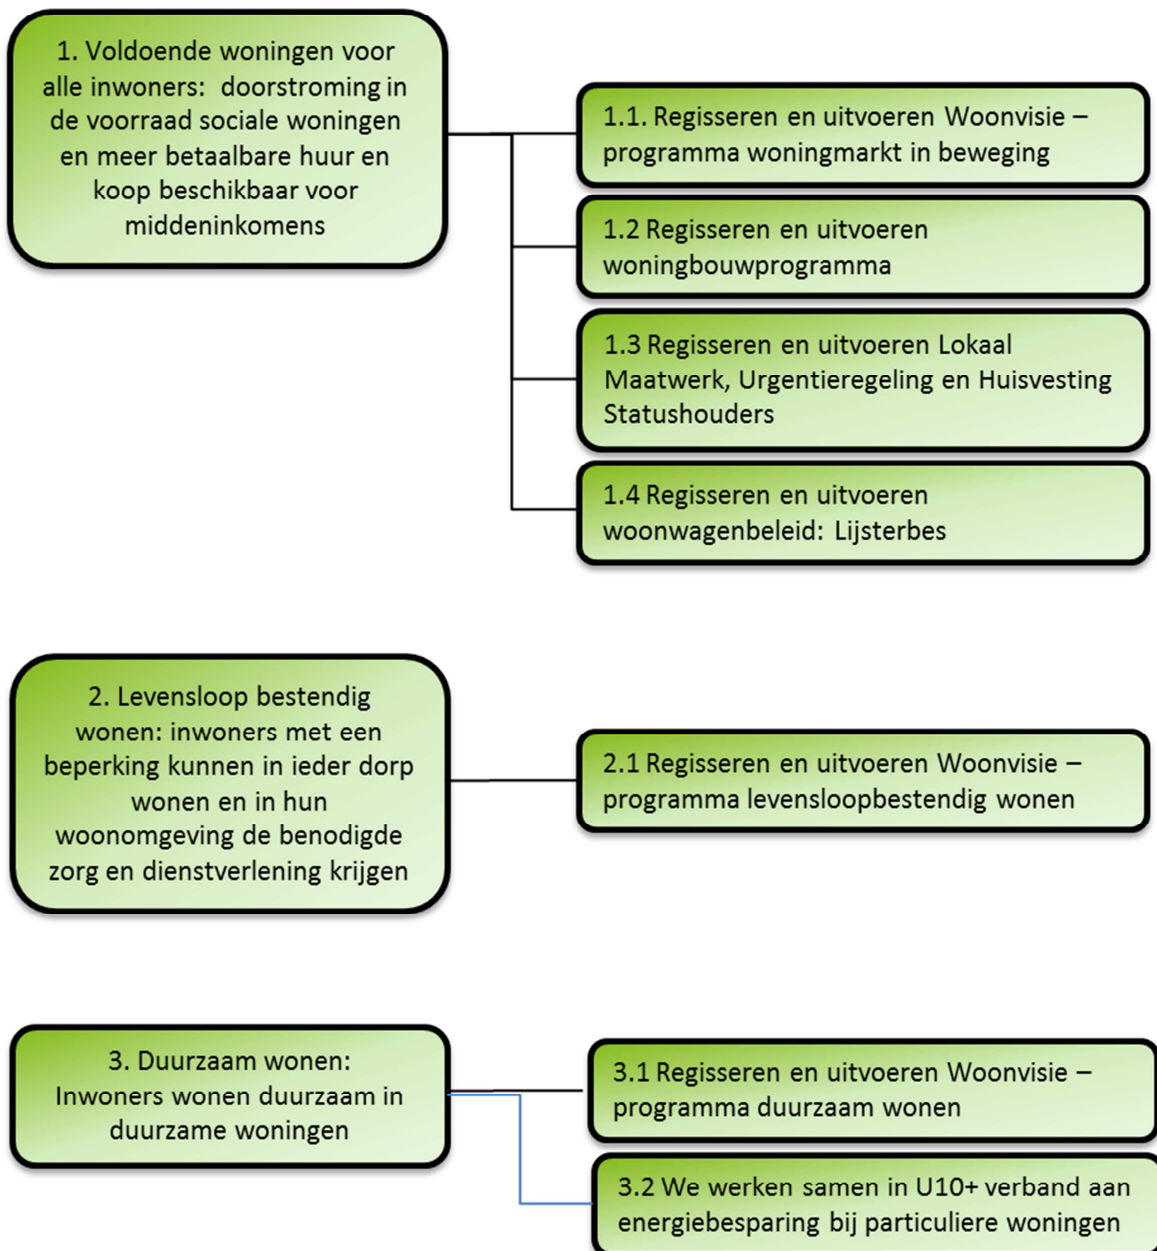 1. Voldoende woningen voor
alle inwoners: doorstroming in
de voorraad sociale woningen
en meer betaalbare huur en
koop beschikbaar voor
middeninkomens
1.1. Regisseren en uitvoeren Woonvisie –
programma woningmarkt in beweging
1.2 Regisseren en uitvoeren
woningbouwprogramma
1.3 Regisseren en uitvoeren Lokaal
Maatwerk, Urgentieregeling en Huisvesting
Statushouders
1.4 Regisseren en uitvoeren
woonwagenbeleid: Lijsterbes
2. Levensloop bestendig
wonen: inwoners met een
beperking kunnen in ieder dorp
wonen en in hun
woonomgeving de benodigde
zorg en dienstverlening krijgen
2.1 Regisseren en uitvoeren Woonvisie –
programma levensloopbestendig wonen
3. Duurzaam wonen:
Inwoners wonen duurzaam in
duurzame woningen
3.1 Regisseren en uitvoeren Woonvisie –
programma duurzaam wonen
3.2 We werken samen in U10+ verband aan
energiebesparing bij particuliere woningen